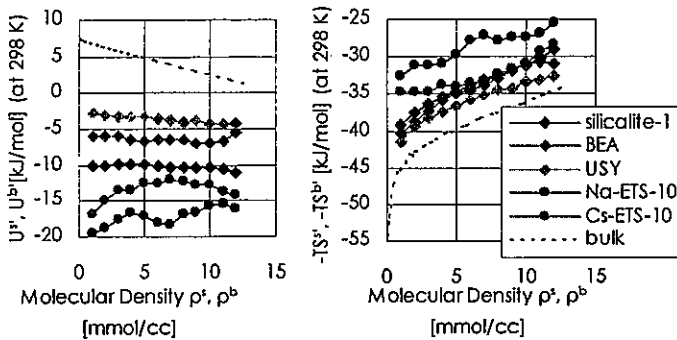 U^s', U^b' [kJ/mol] (at 298 K)
10
5
0
-5
-10
-15
-20
0 5 10 15
Molecular Density ρ^s, ρ^b
[mmol/cc]
-TS^s', -TS^b' [kJ/mol] (at 298 K)
-25
-30
-35
-40
-45
-50
-55
0 5 10 15
Molecular Density ρ^s, ρ^b
[mmol/cc]
silicalite-1
BEA
USY
Na-ETS-10
Cs-ETS-10
bulk